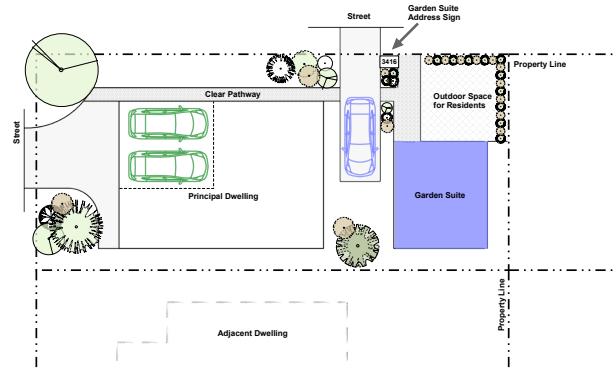 Street
Garden Suite
Address Sign
3416
Property Line
Clear Pathway
Outdoor Space
for Residents
Street
Principal Dwelling
Garden Suite
Property Line
Adjacent Dwelling